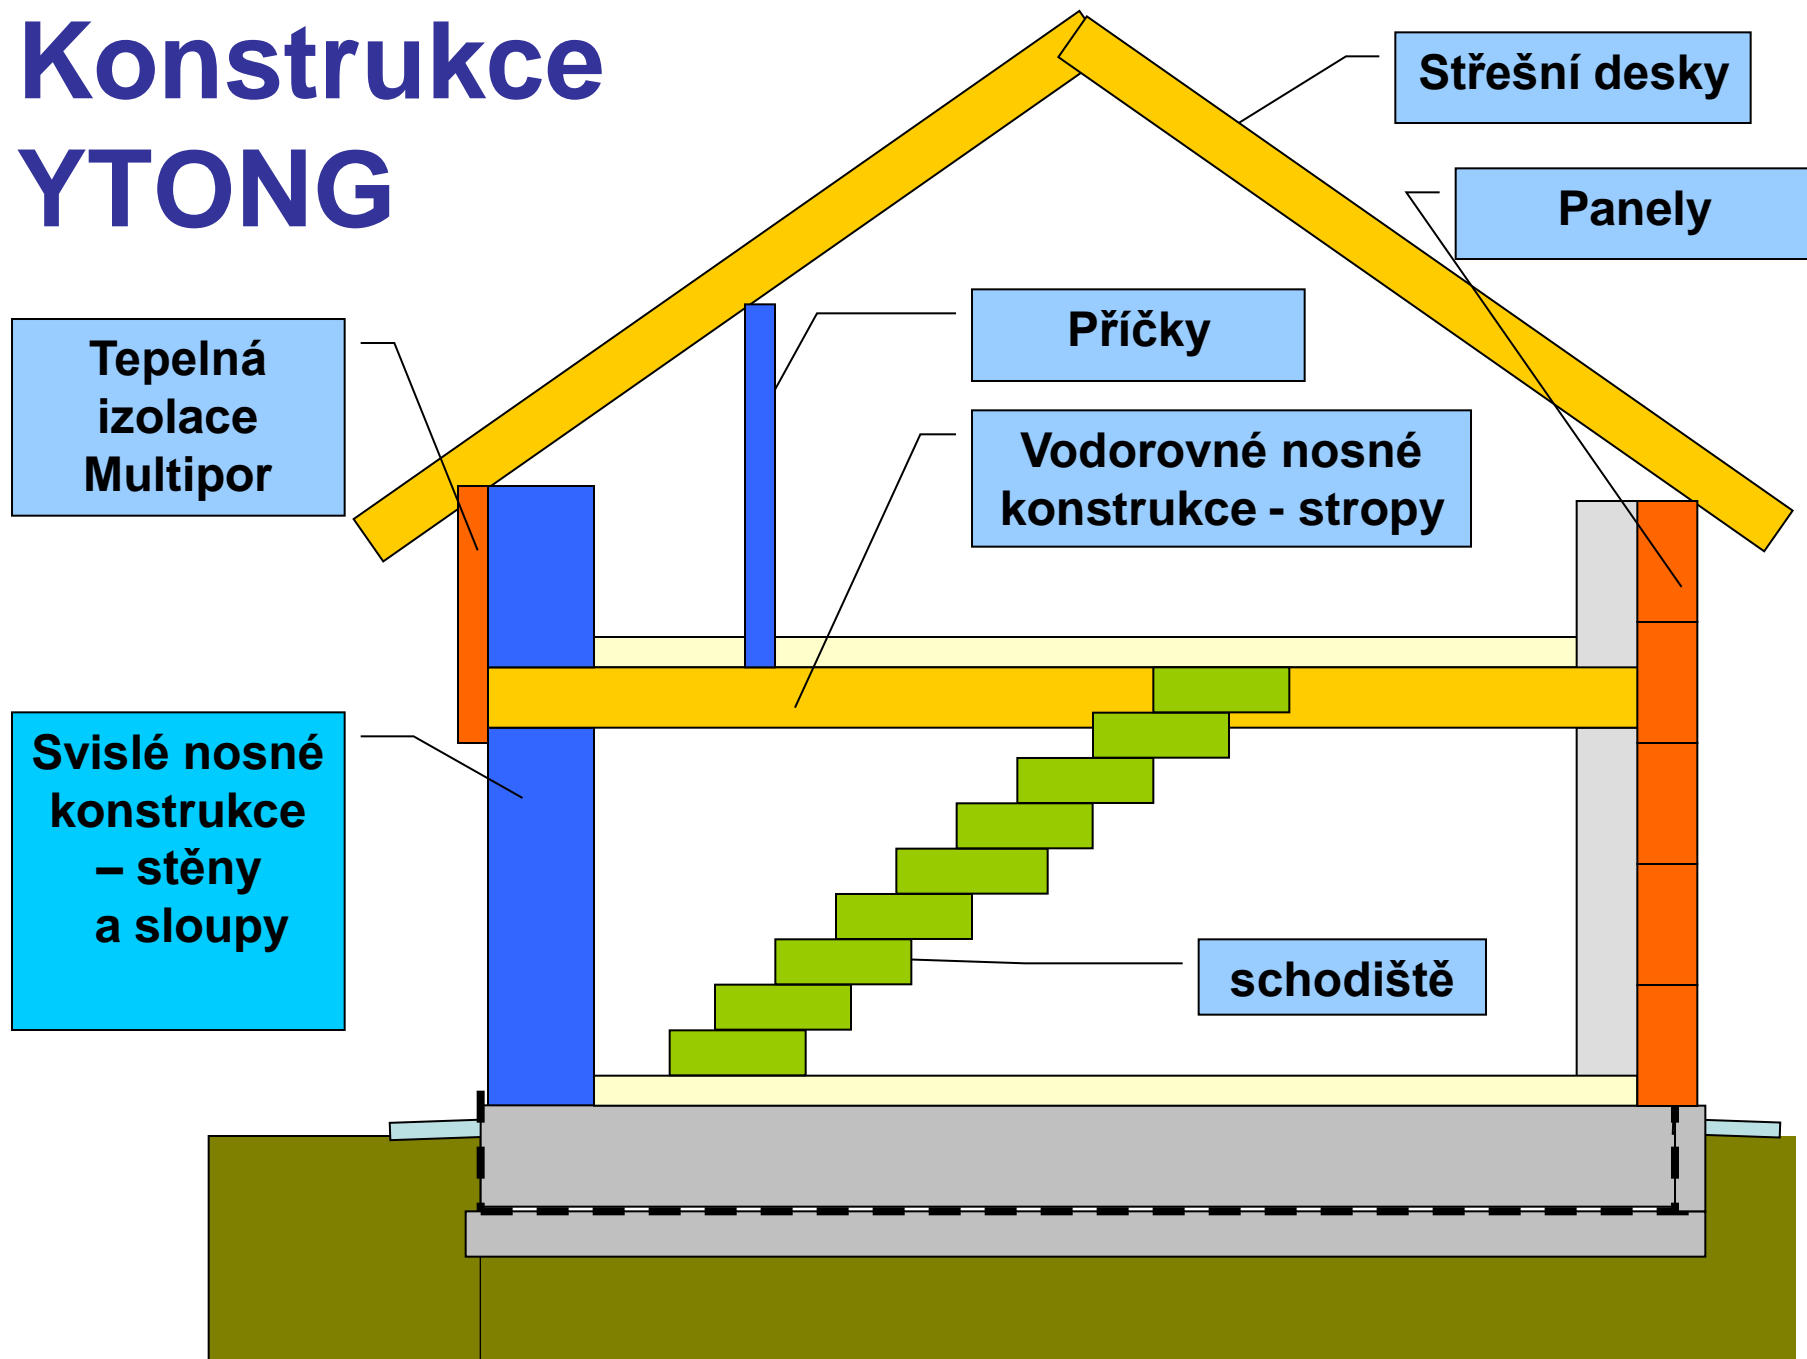 Konstrukce
YTONG
Střešní desky
Panely
Příčky
Tepelná
izolace
Multipor
Vodorovné nosné
konstrukce - stropy
Svislé nosné
konstrukce
– stěny
a sloupy
schodiště